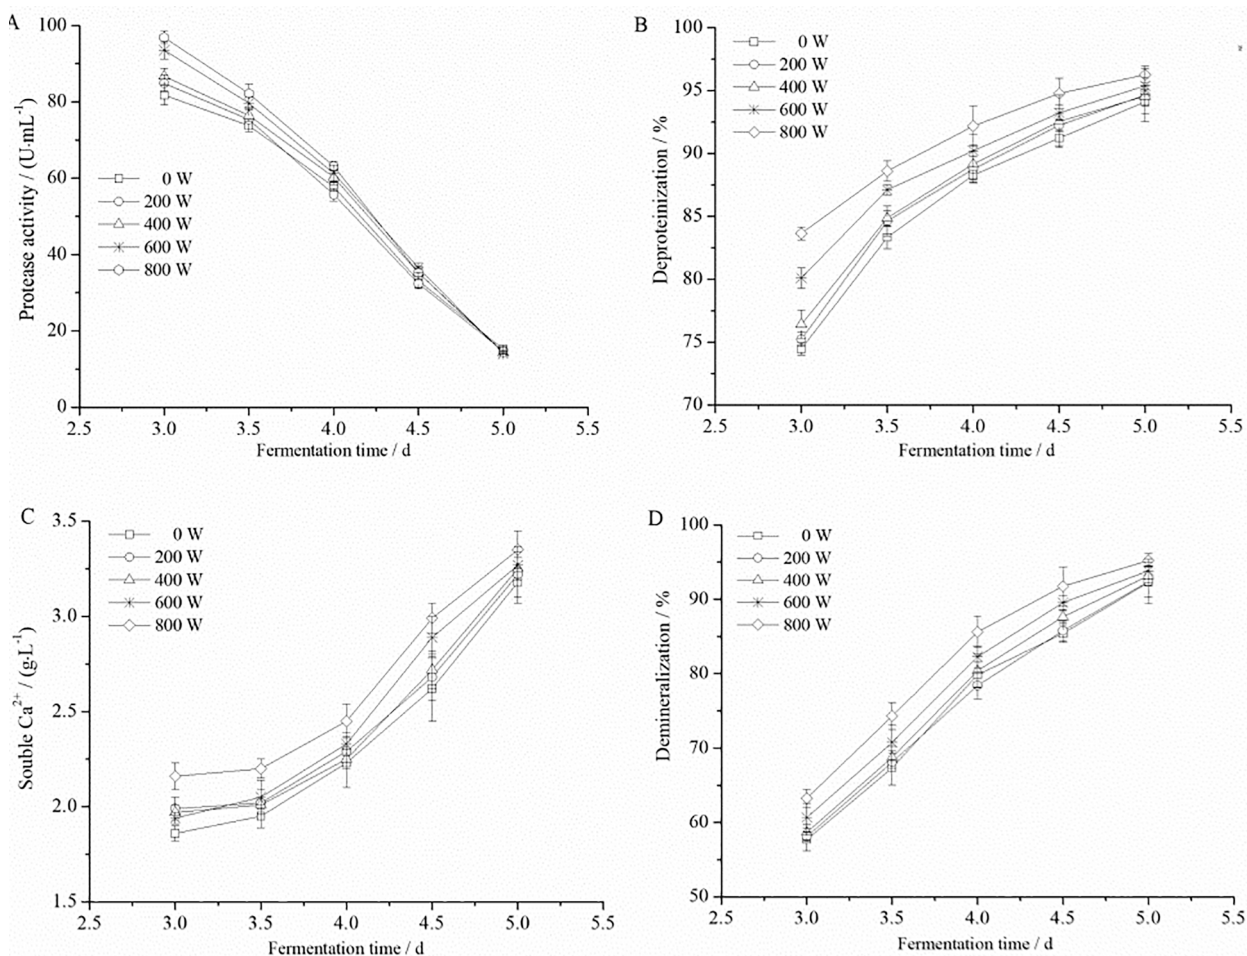 A
100
80
60
40
20
0
Protease activity / (U·mL⁻¹)
0 W
200 W
400 W
600 W
800 W
2.5 3.0 3.5 4.0 4.5 5.0 5.5
Fermentation time / d
B
100
95
90
85
80
75
70
Deproteinization / %
0 W
200 W
400 W
600 W
800 W
2.5 3.0 3.5 4.0 4.5 5.0 5.5
Fermentation time / d
C
3.5
3.0
2.5
2.0
1.5
Souble Ca²⁺ / (g·L⁻¹)
0 W
200 W
400 W
600 W
800 W
2.5 3.0 3.5 4.0 4.5 5.0 5.5
Fermentation time / d
D
100
90
80
70
60
50
Demineralization / %
0 W
200 W
400 W
600 W
800 W
2.5 3.0 3.5 4.0 4.5 5.0 5.5
Fermentation time / d